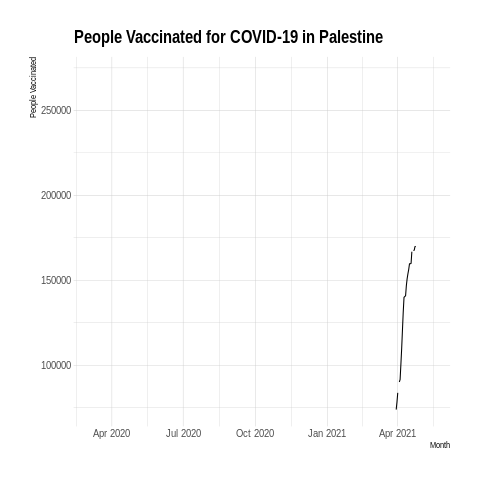 People Vaccinated for COVID-19 in Palestine
People Vaccinated
250000
200000
150000
100000
Apr 2020 Jul 2020 Oct 2020 Jan 2021 Apr 2021
Month